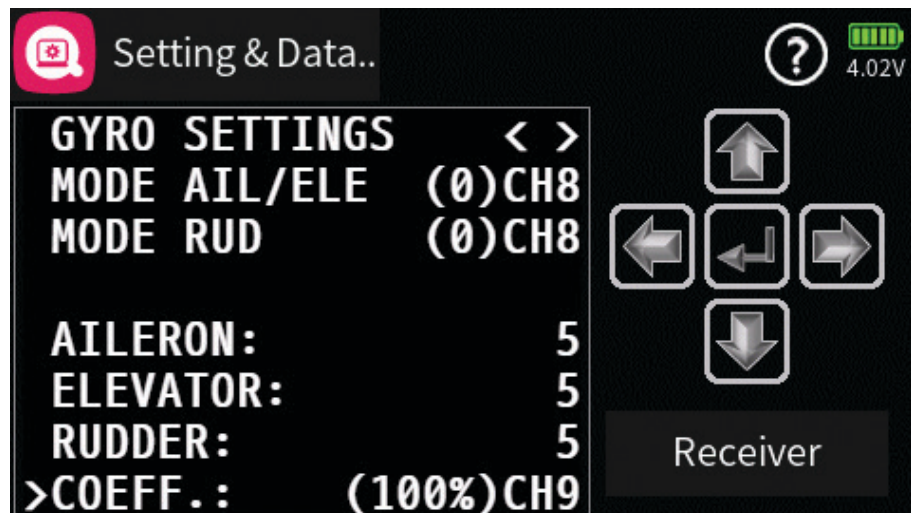 Setting & Data..
4.02V
GYRO SETTINGS < >
MODE AIL/ELE (0)CH8
MODE RUD (0)CH8
AILERON: 5
ELEVATOR: 5
RUDDER: 5
>COEFF.: (100%)CH9
?
Receiver